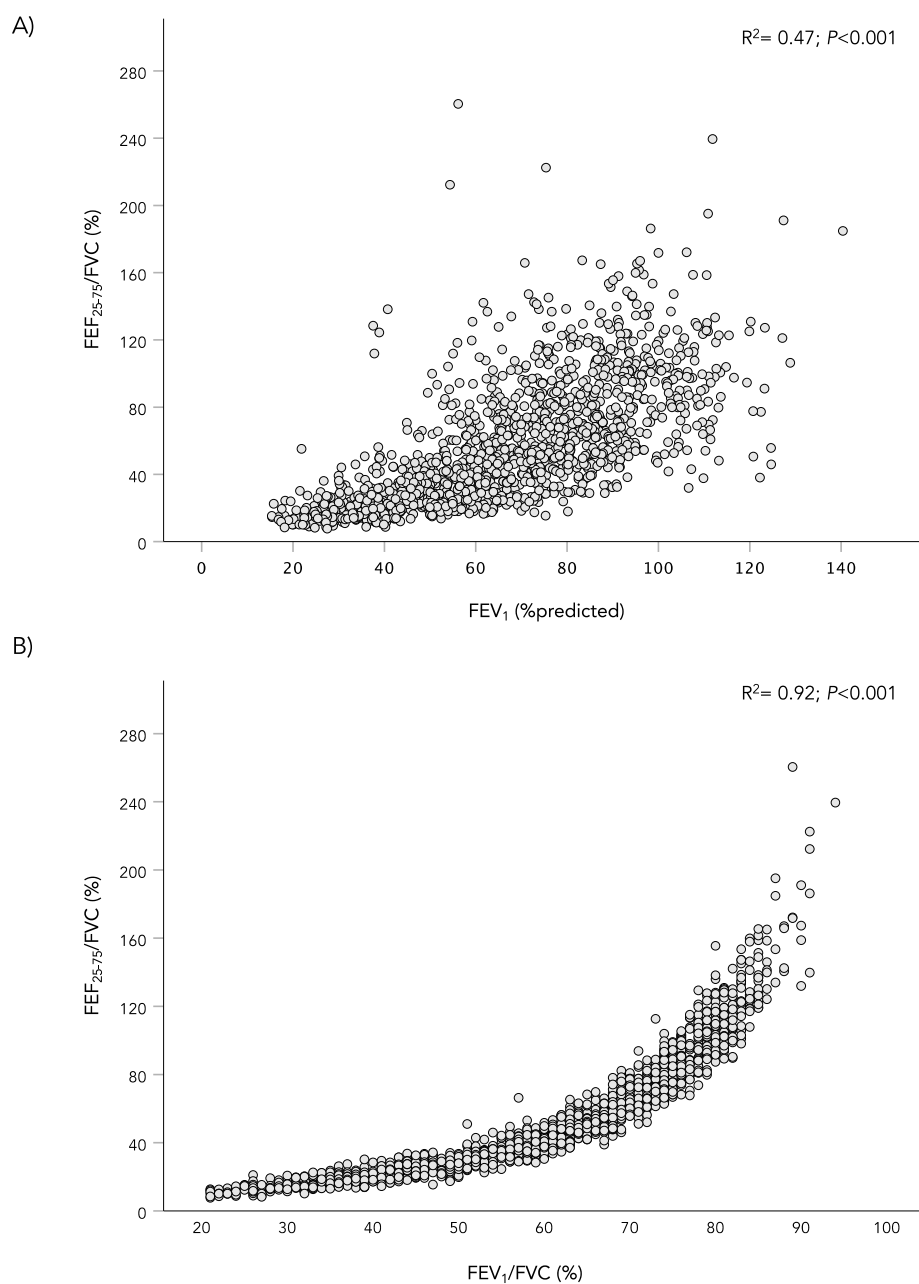 A)
R²= 0.47; P<0.001
280
240
200
160
120
80
40
0
FEF₂₅₋₇₅/FVC (%)
0 20 40 60 80 100 120 140
FEV₁ (%predicted)
B)
R²= 0.92; P<0.001
280
240
200
160
120
80
40
0
FEF₂₅₋₇₅/FVC (%)
20 30 40 50 60 70 80 90 100
FEV₁/FVC (%)